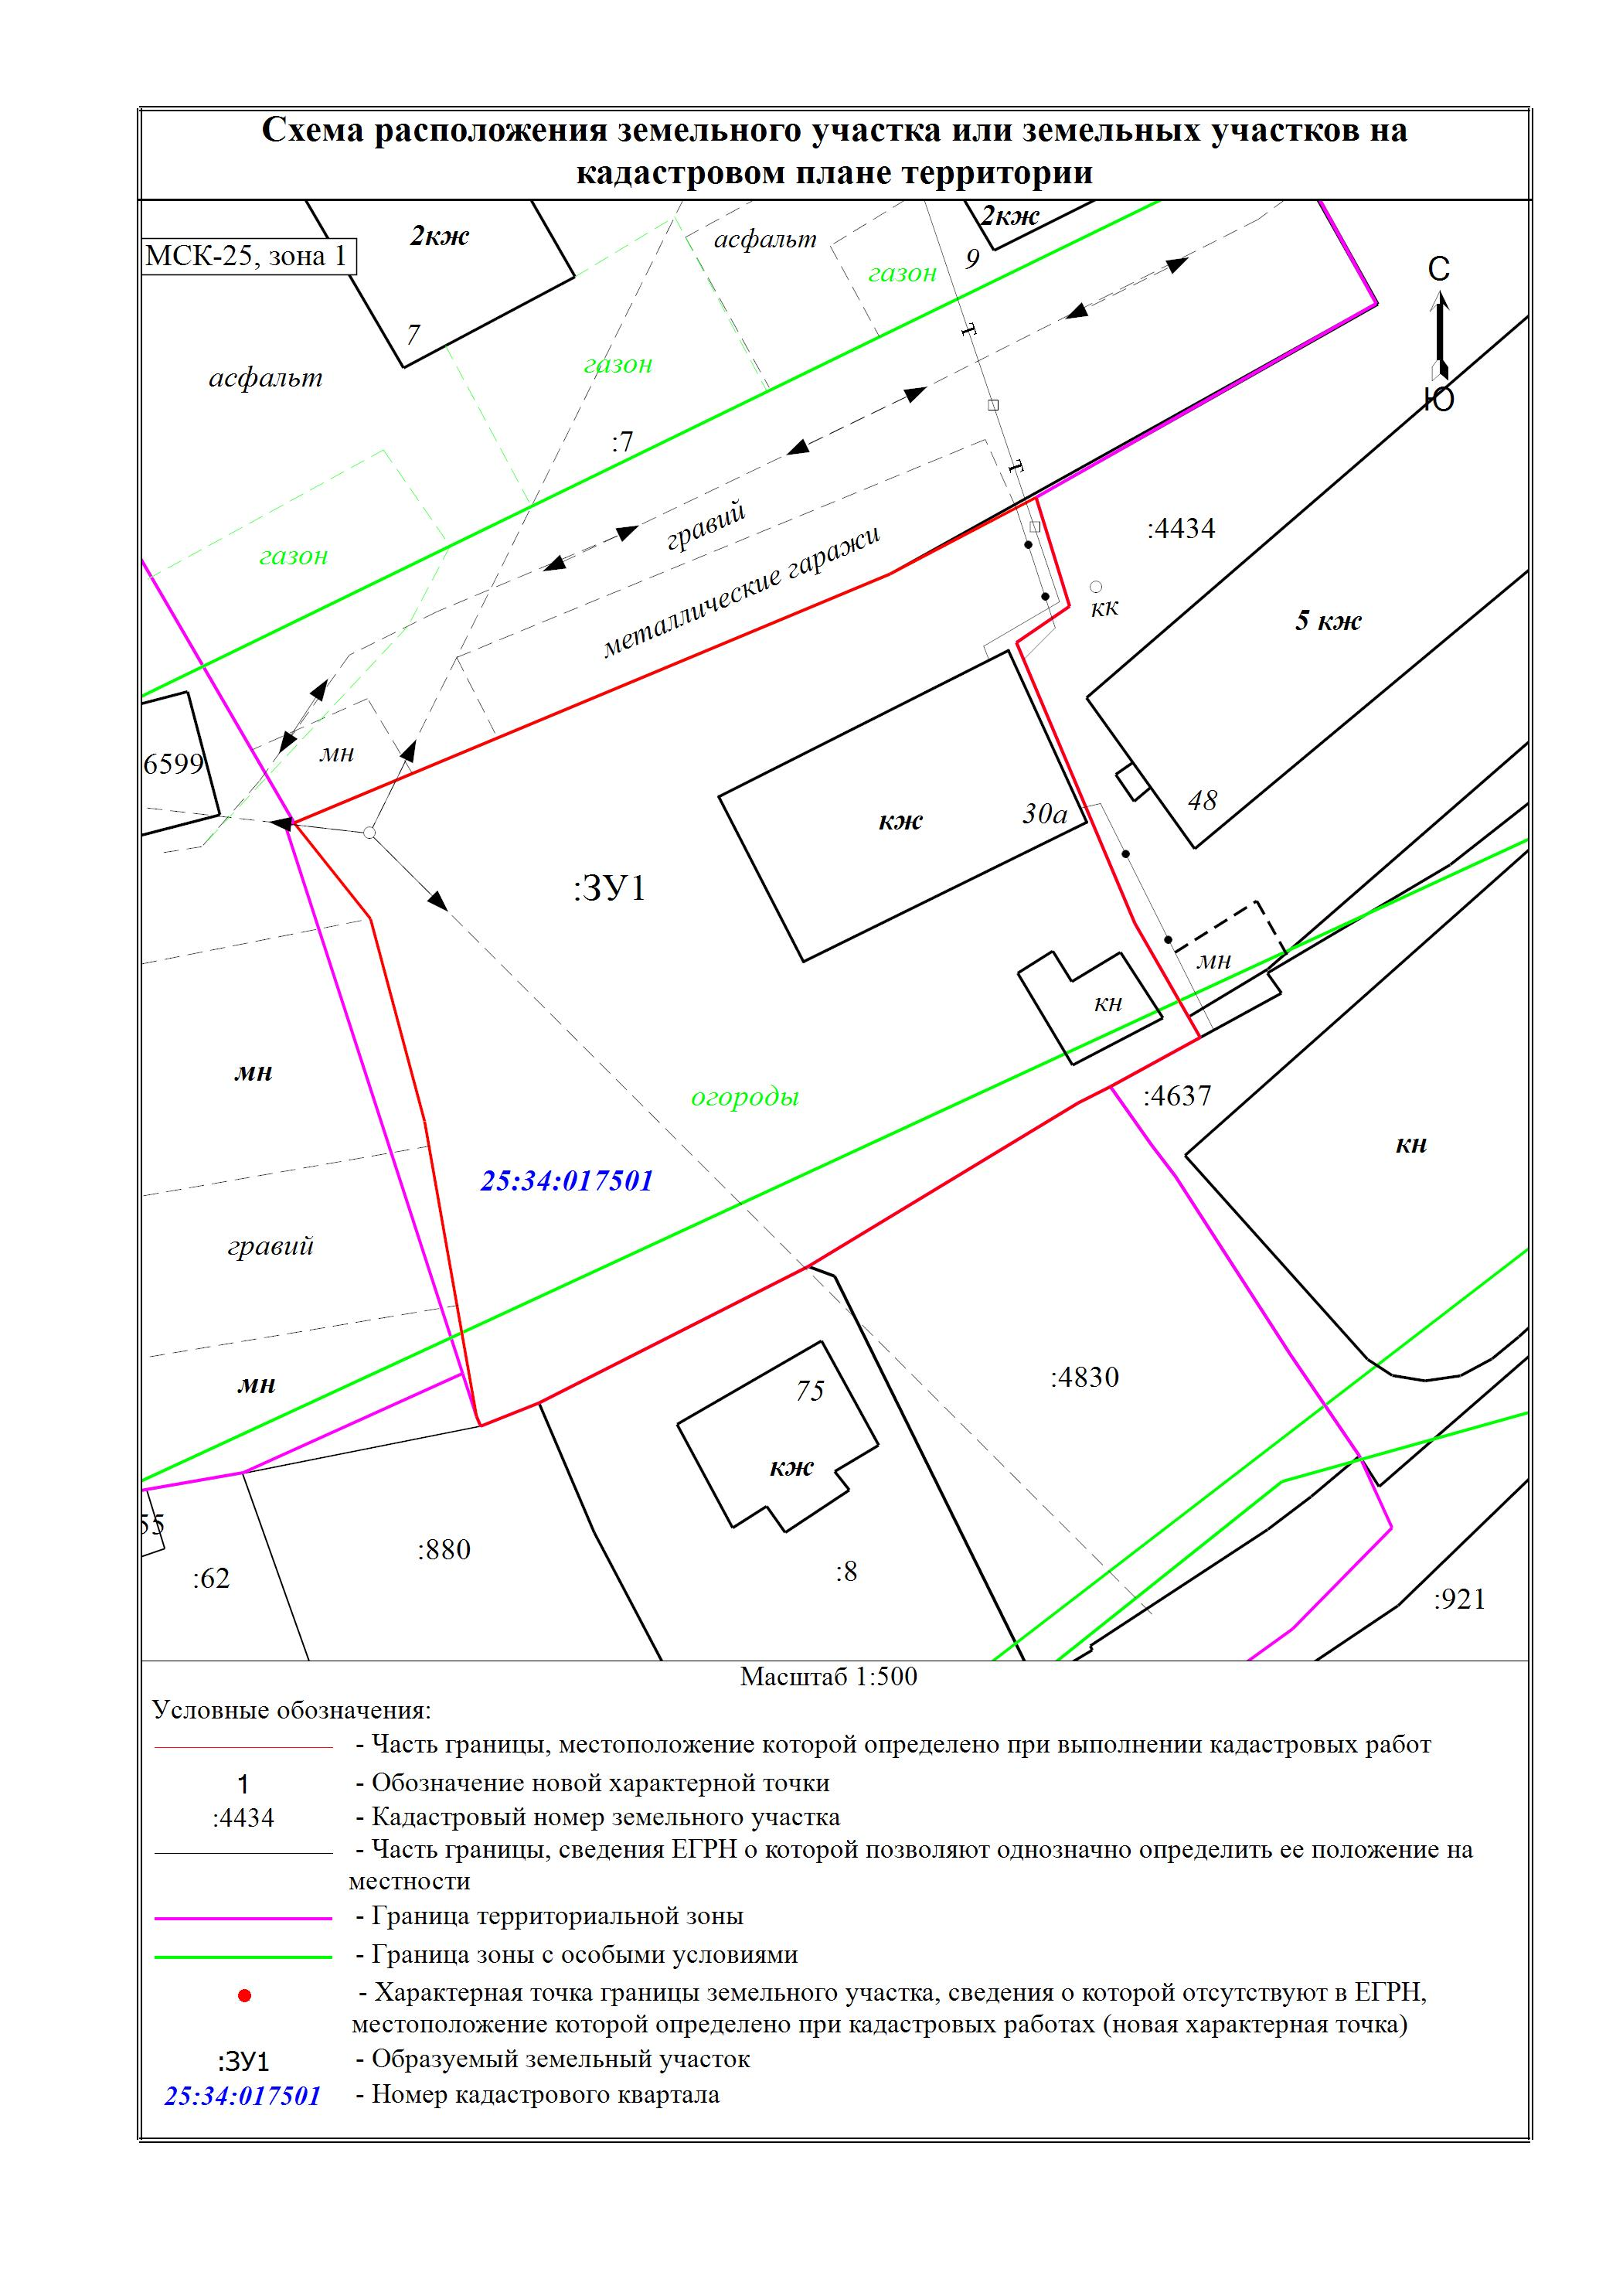 Схема расположения земельного участка или земельных участков на
кадастровом плане территории
2кж
2кж
асфальт
МСК-25, зона 1
9
газон
С
7
Т
газон
асфальт
Ю
:7
Т
гравий
:4434
газон
металлические гаражи
кк
5 кж
мн
6599
48
30а
кж
:ЗУ1
мн
кн
мн
огороды
:4637
кн
25:34:017501
гравий
:4830
мн
75
кж
55
:880
:62
:8
:921
Масштаб 1:500
Условные обозначения:
- Часть границы, местоположение которой определено при выполнении кадастровых работ
1 - Обозначение новой характерной точки
:4434 - Кадастровый номер земельного участка
- Часть границы, сведения ЕГРН о которой позволяют однозначно определить ее положение на
местности
- Граница территориальной зоны
- Граница зоны с особыми условиями
- Характерная точка границы земельного участка, сведения о которой отсутствуют в ЕГРН,
местоположение которой определено при кадастровых работах (новая характерная точка)
:ЗУ1 - Образуемый земельный участок
25:34:017501 - Номер кадастрового квартала